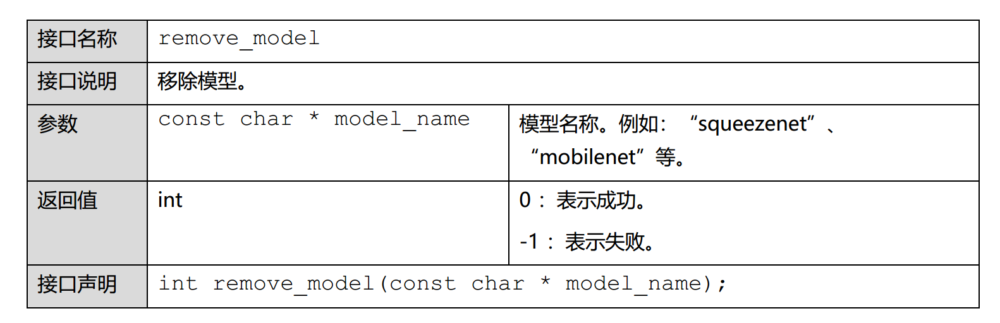 接口名称 remove_model
接口说明 移除模型。
参数 const char * model_name 模型名称。例如：“squeezenet”、
“mobilenet”等。
返回值 int 0 ：表示成功。
-1 ：表示失败。
接口声明 int remove_model(const char * model_name);